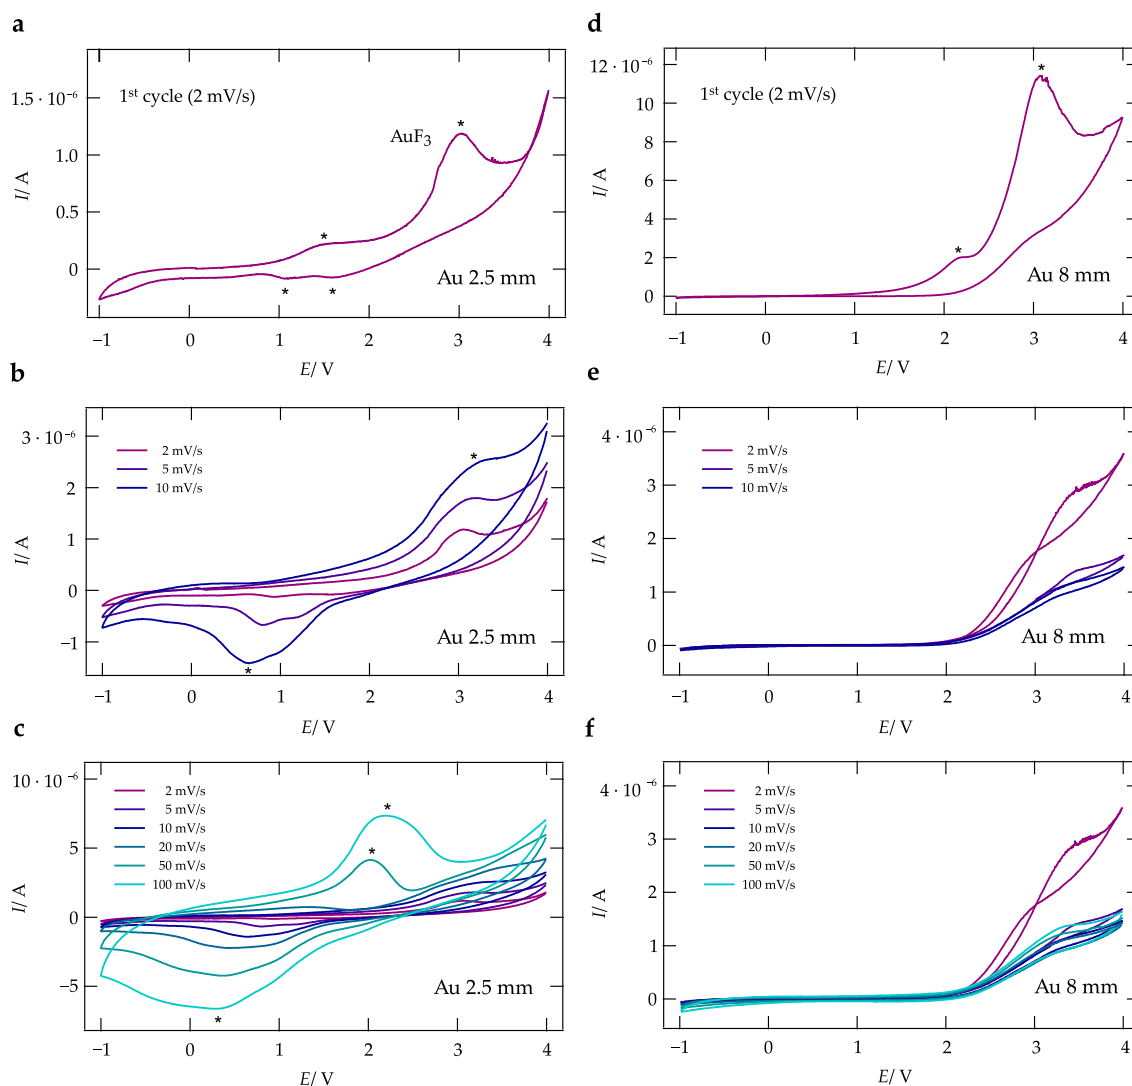 a
1st cycle (2 mV/s)
1.5 · 10⁻⁶
1.0
0.5
0
I/ A
AuF3
*
*
*
*
Au 2.5 mm
−1 0 1 2 3 4
E/ V
d
1st cycle (2 mV/s)
12 · 10⁻⁶
10
8
6
4
2
0
I/ A
*
*
Au 8 mm
−1 0 1 2 3 4
E/ V
b
3 · 10⁻⁶
2
1
0
−1
I/ A
2 mV/s
5 mV/s
10 mV/s
*
*
Au 2.5 mm
−1 0 1 2 3 4
E/ V
e
4 · 10⁻⁶
3
2
1
0
I/ A
2 mV/s
5 mV/s
10 mV/s
Au 8 mm
−1 0 1 2 3 4
E/ V
c
10 · 10⁻⁶
5
0
−5
I/ A
2 mV/s
5 mV/s
10 mV/s
20 mV/s
50 mV/s
100 mV/s
*
*
*
Au 2.5 mm
−1 0 1 2 3 4
E/ V
f
4 · 10⁻⁶
3
2
1
0
I/ A
2 mV/s
5 mV/s
10 mV/s
20 mV/s
50 mV/s
100 mV/s
Au 8 mm
−1 0 1 2 3 4
E/ V